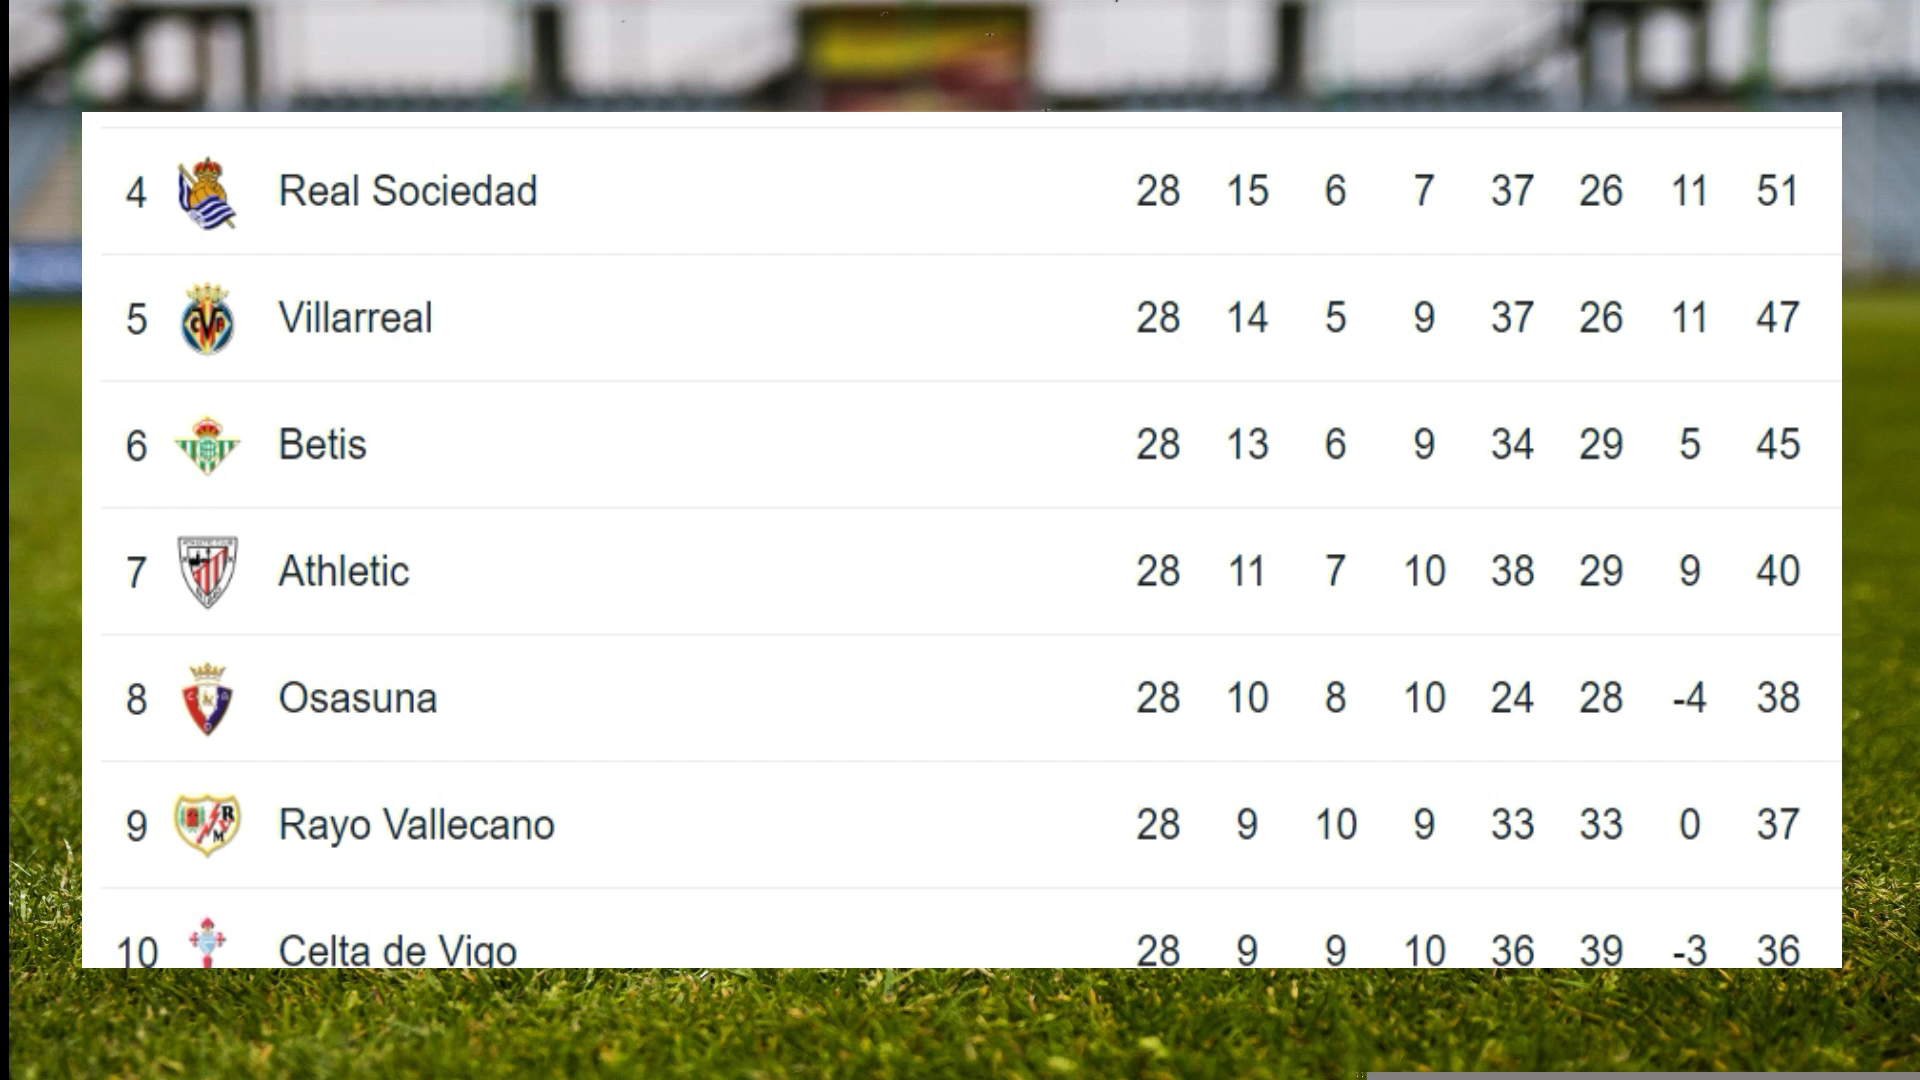 4 Real Sociedad 28 15 6 7 37 26 11 51
5 Villarreal 28 14 5 9 37 26 11 47
6 Betis 28 13 6 9 34 29 5 45
7 Athletic 28 11 7 10 38 29 9 40
8 Osasuna 28 10 8 10 24 28 -4 38
9 Rayo Vallecano 28 9 10 9 33 33 0 37
10 Celta de Vigo 28 9 9 10 36 39 -3 36